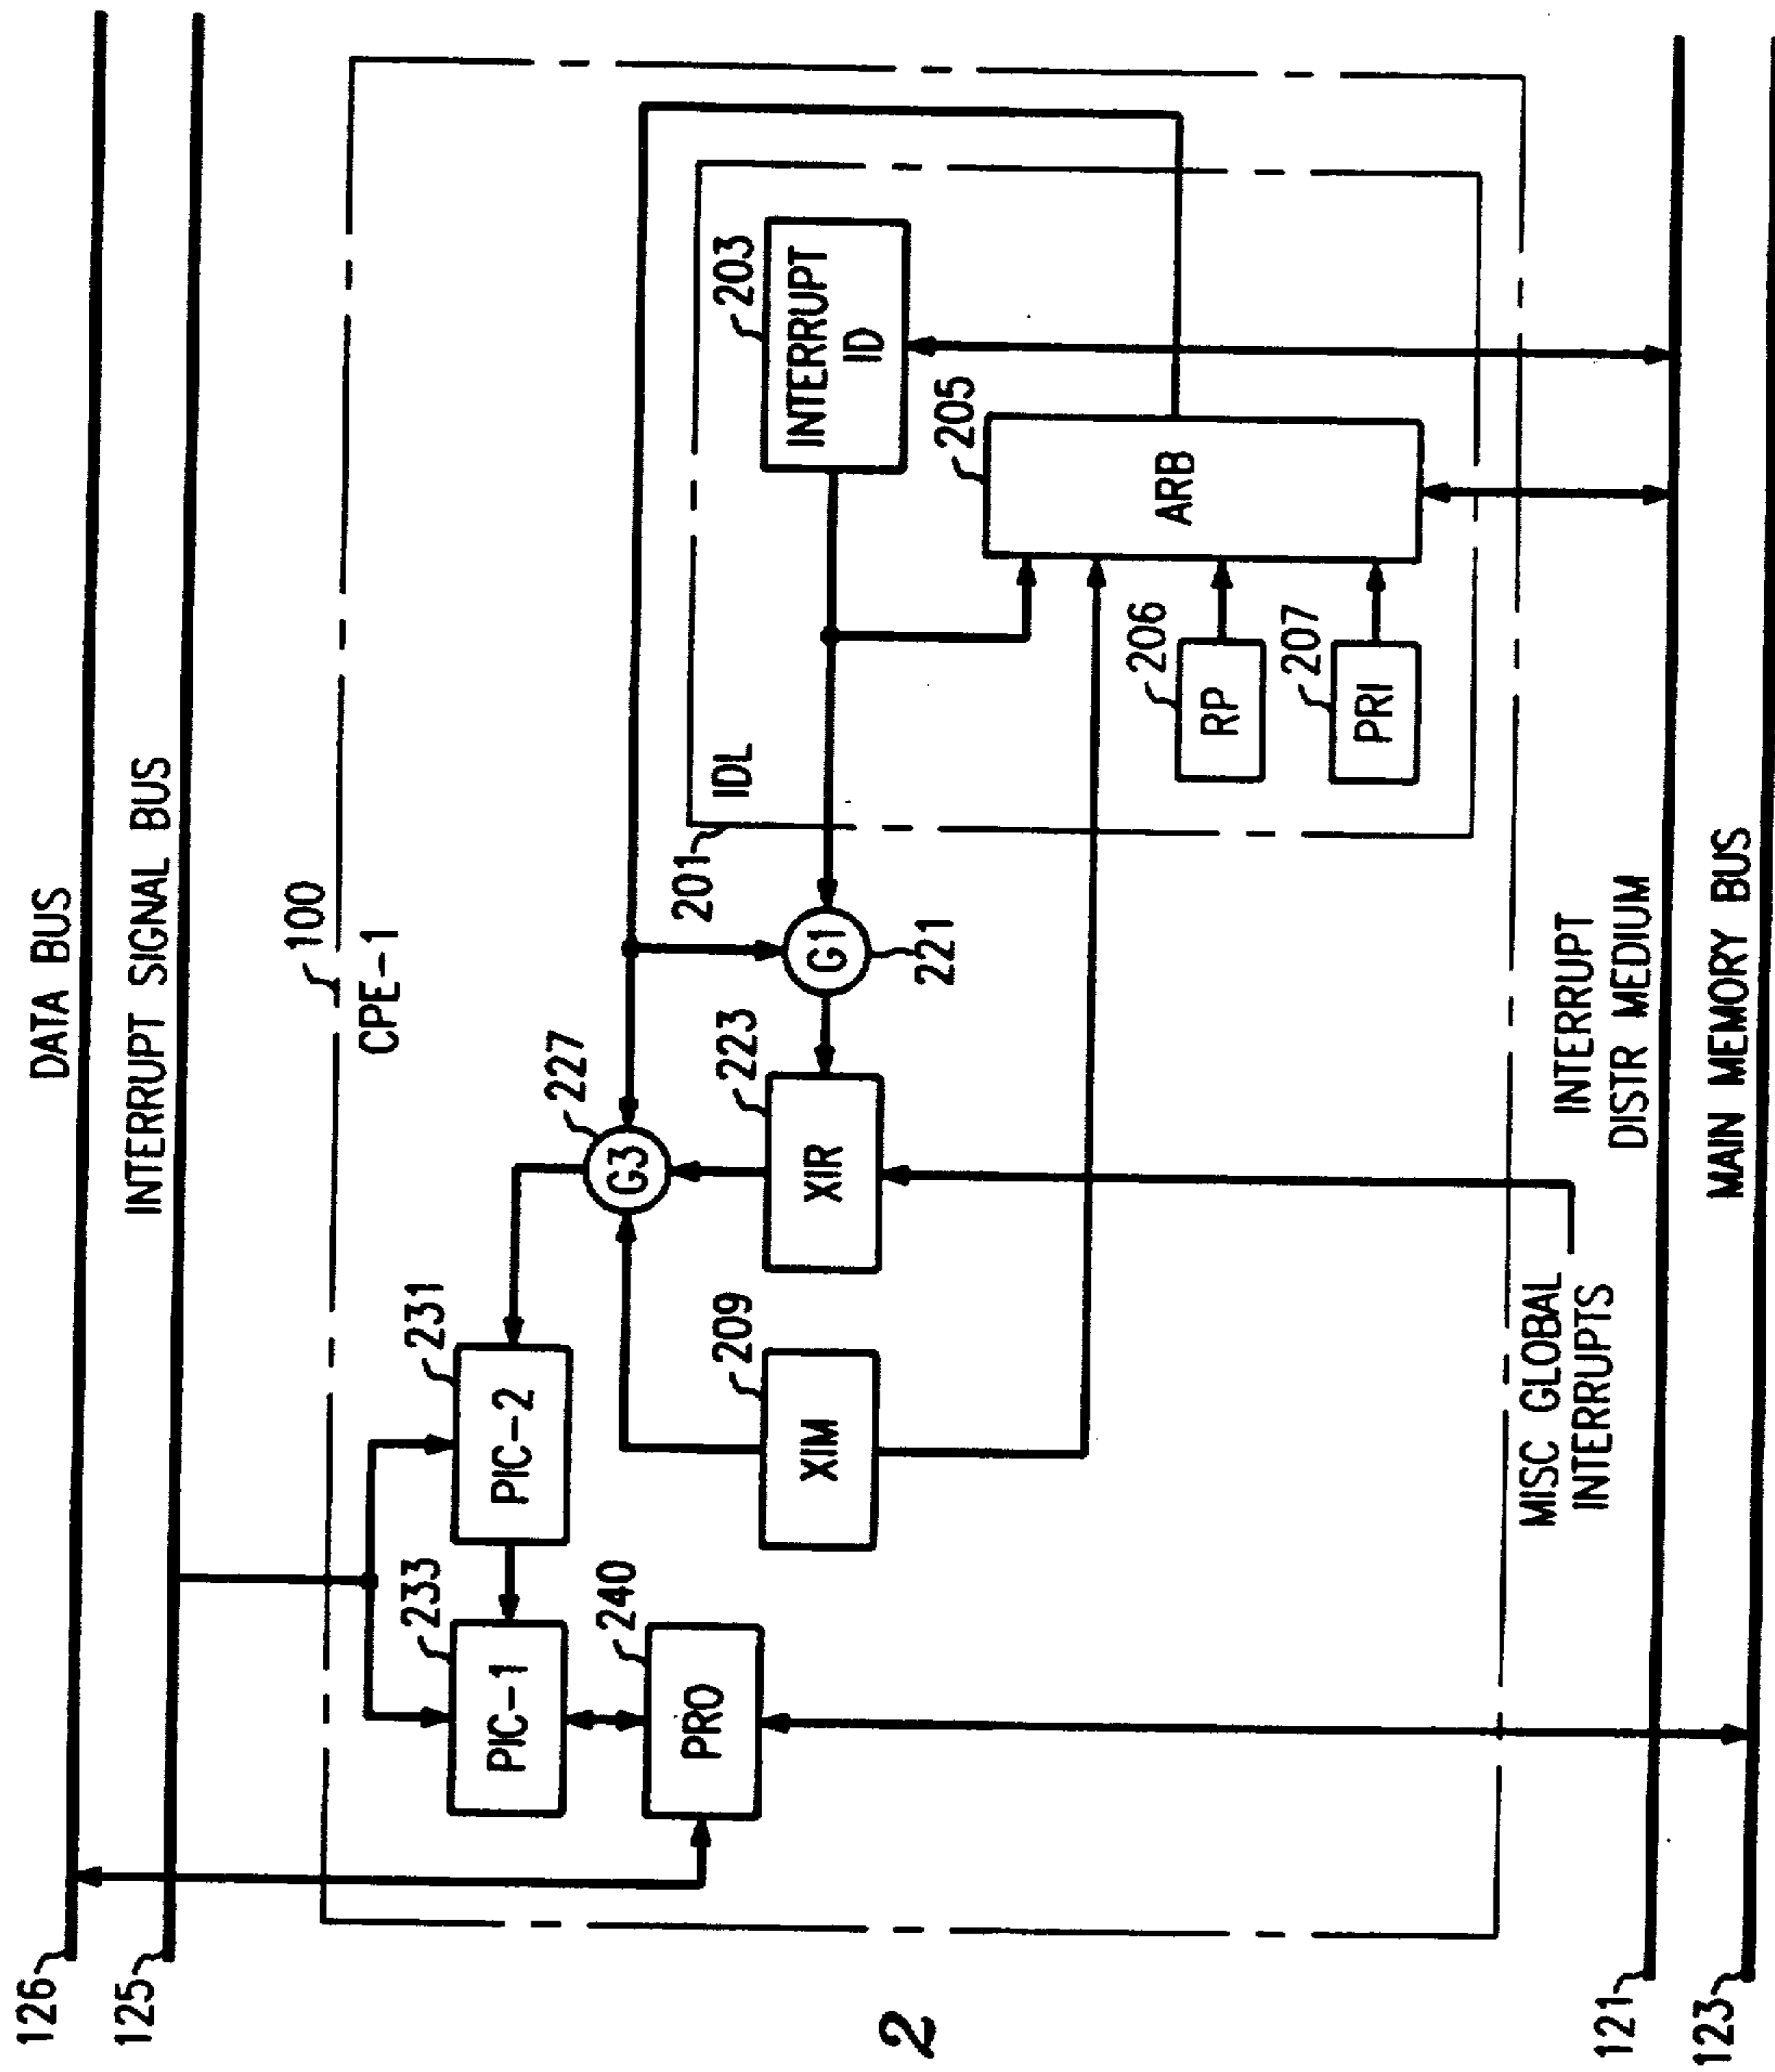 126
DATA BUS
125
INTERRUPT SIGNAL BUS
100
CPE-1
233
PIC-1
231
PIC-2
240
PRO
227
G3
209
XIM
223
XIR
201
G1
221
IDL
203
INTERRUPT
ID
205
ARB
206
RP
207
PRI
MISC GLOBAL
INTERRUPTS
INTERRUPT
DISTR MEDIUM
121
MAIN MEMORY BUS
123
2